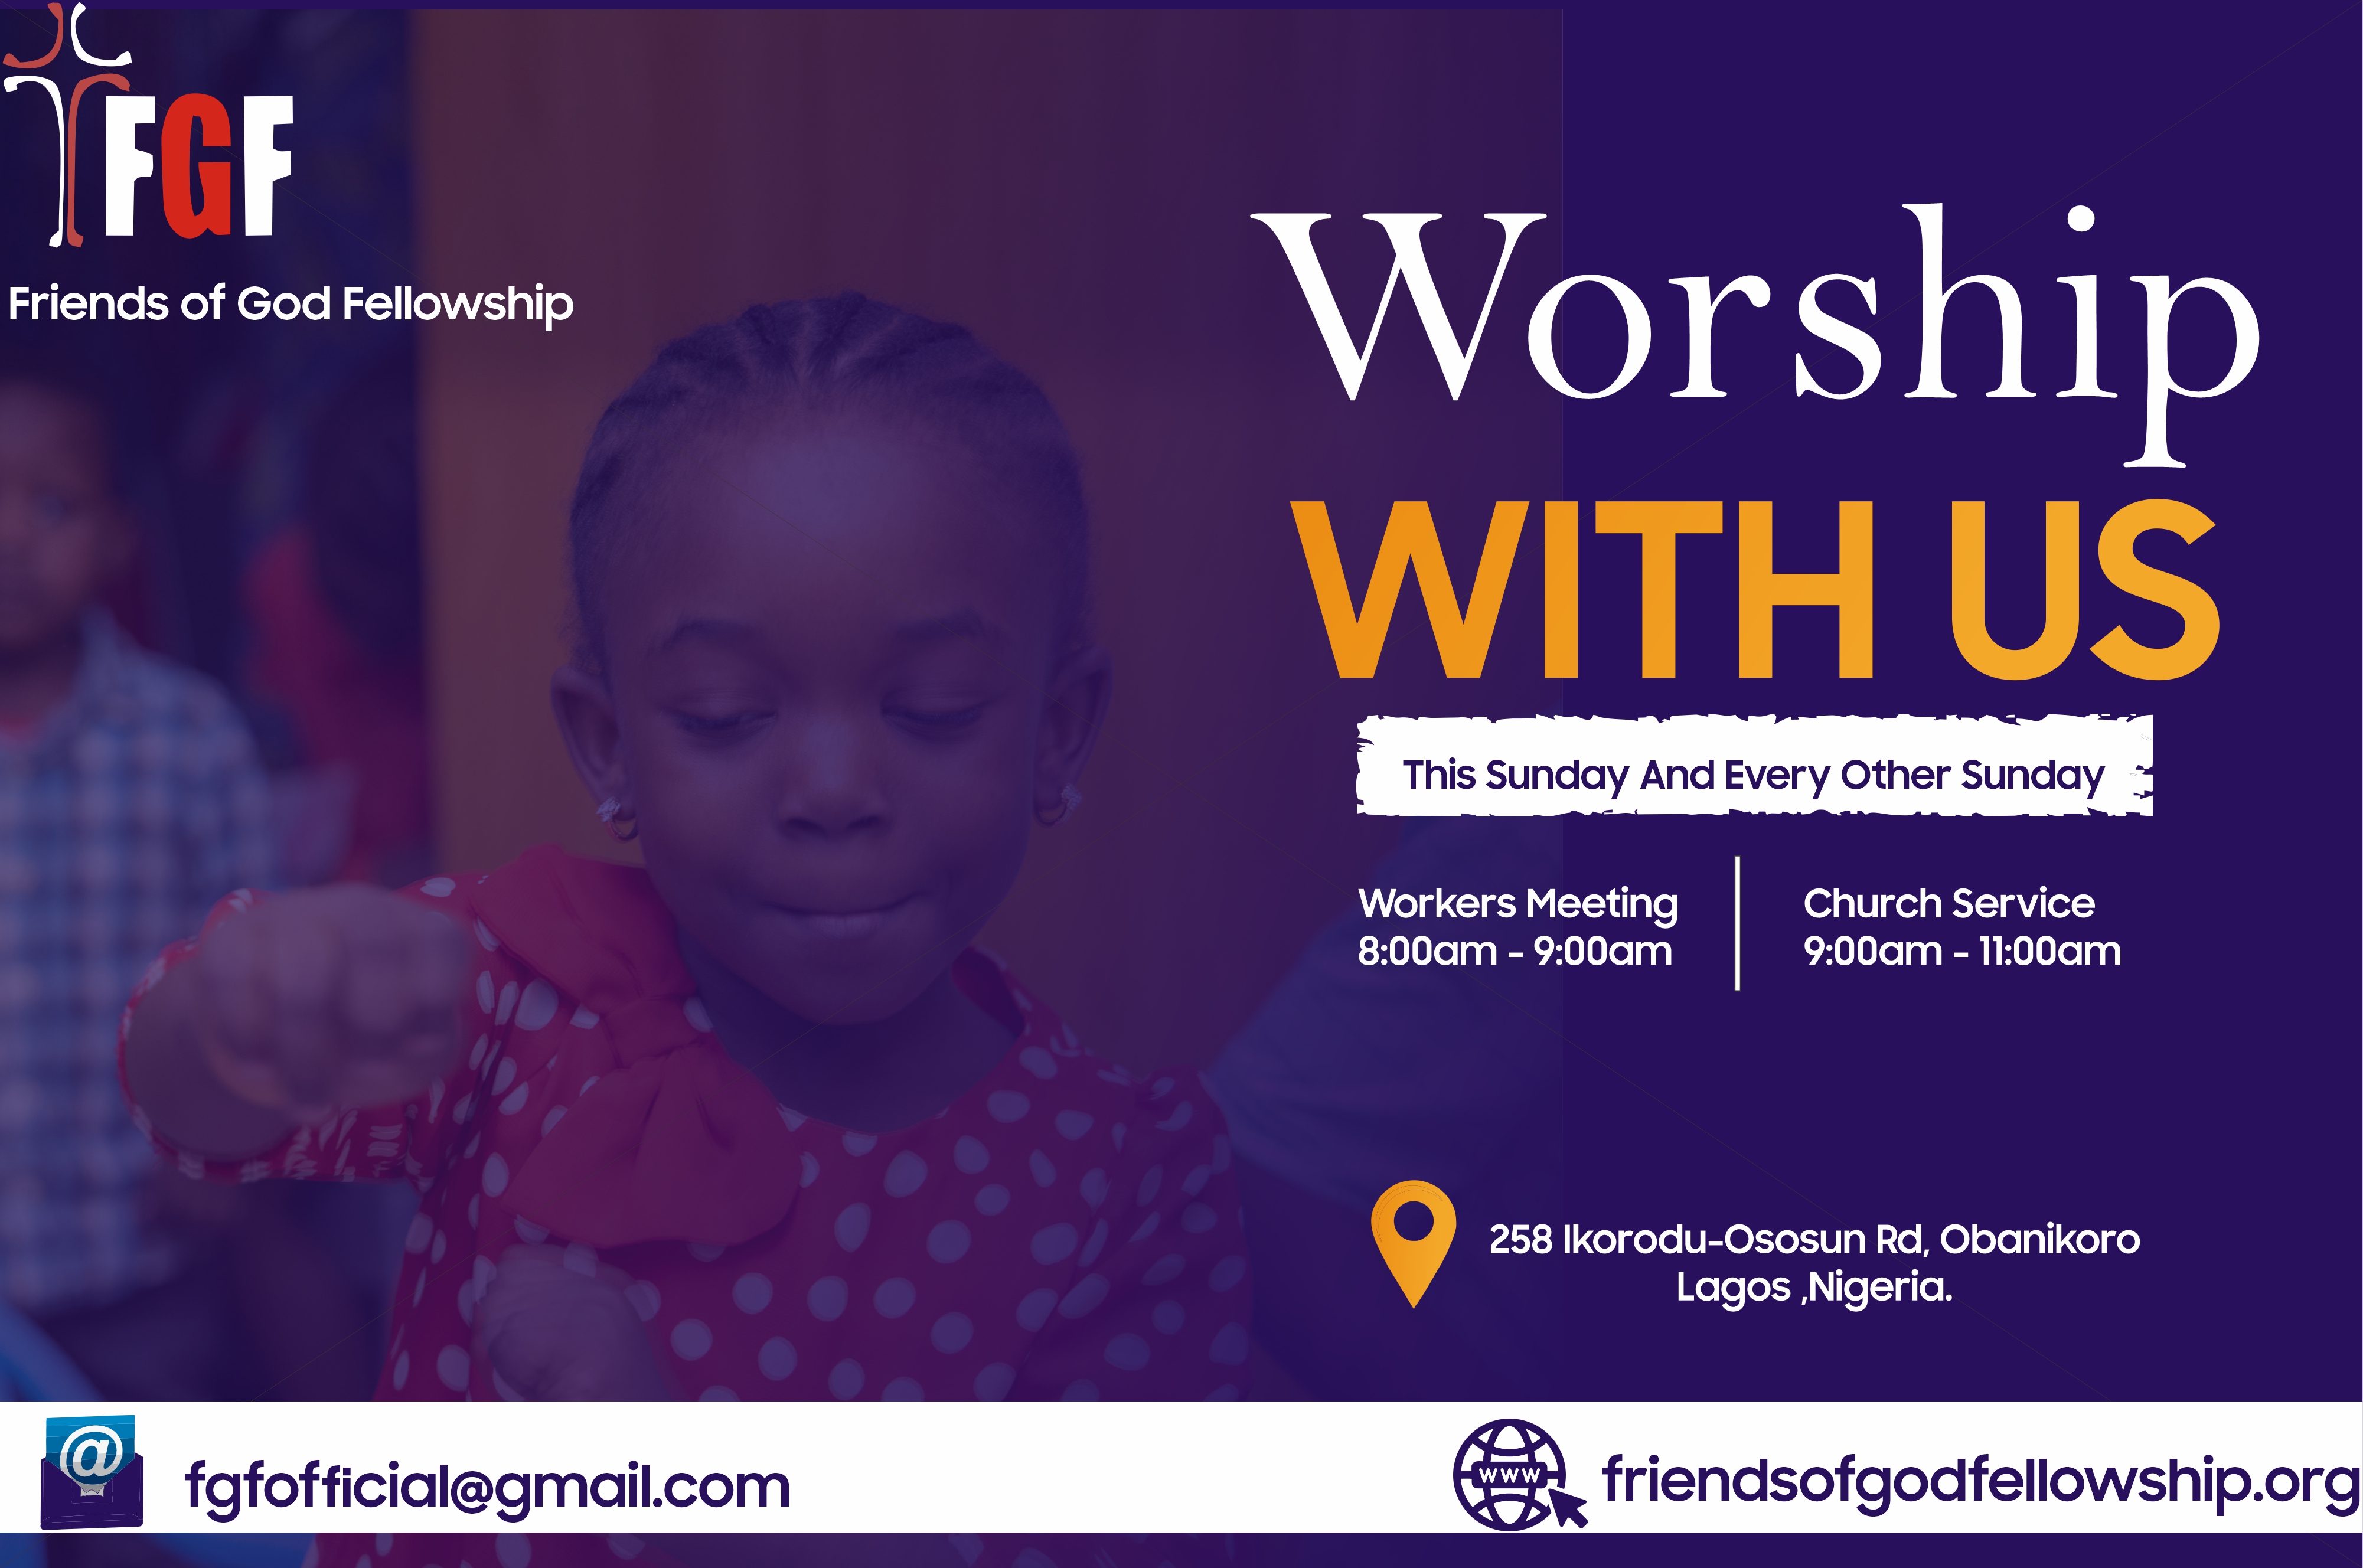 FGF
Friends of God Fellowship
Worship
WITH US
This Sunday And Every Other Sunday
Workers Meeting
8:00am - 9:00am
Church Service
9:00am - 11:00am
258 Ikorodu-Ososun Rd, Obanikoro
Lagos ,Nigeria.
@
fgfofficial@gmail.com
www
friendsofgodfellowship.org